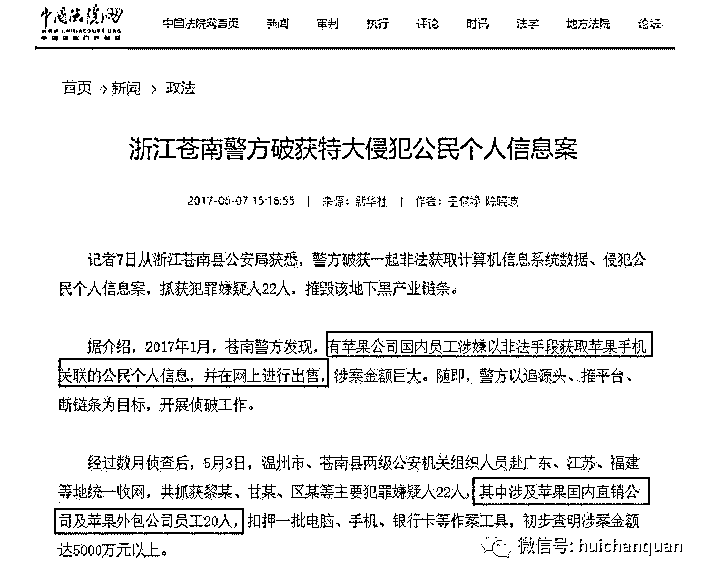 中国法院网
中国法院网首页 新闻 审判 执行 评论 时讯 法学 地方法院 论坛
首页 > 新闻 > 政法
浙江苍南警方破获特大侵犯公民个人信息案
2017-06-07 15:16:55 | 来源：新华社 | 作者：
记者7日从浙江苍南县公安局获悉，警方破获一起非法获取计算机信息系统数据、侵犯公
民个人信息案，抓获犯罪嫌疑人22人，摧毁该地下黑产业链条。
据介绍，2017年1月，苍南警方发现，有苹果公司国内员工涉嫌以非法手段获取苹果手机
关联的公民个人信息，并在网上进行出售，涉案金额巨大。随即，警方以追源头、摧平台、
断链条为目标，开展侦破工作。
经过数月侦查后，5月3日，温州市、苍南县两级公安机关组织人员赴广东、江苏、福建
等地统一收网，共抓获黎某、甘某、区某等主要犯罪嫌疑人22人，其中涉及苹果国内直销公
司及苹果外包公司员工20人，扣押一批电脑、手机、银行卡等作案工具，初步查明涉案金额
达5000万元以上。
微信号: huichanquan